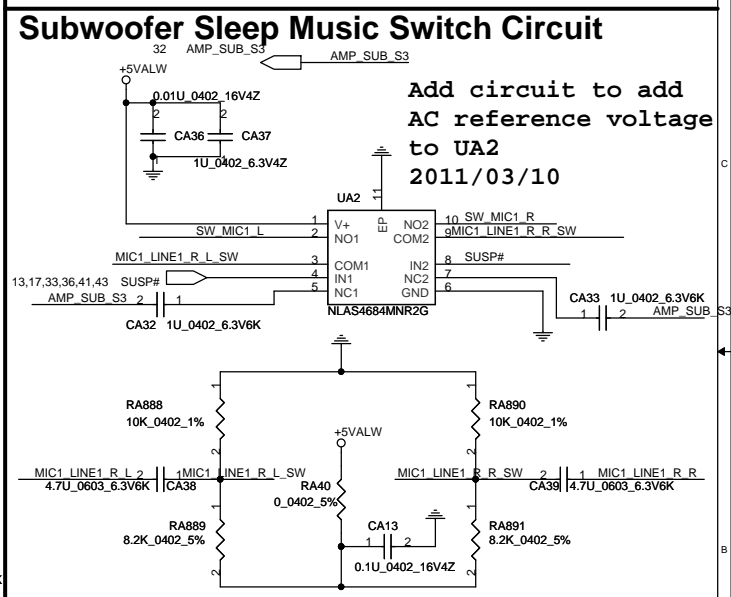 Subwoofer Sleep Music Switch Circuit
32 AMP_SUB_S3
AMP_SUB_S3
+5VALW
0.01U_0402_16V4Z
Add circuit to add
AC reference voltage
to UA2
2011/03/10
2 2
CA36 CA37
1
1U_0402_6.3V4Z
C
11
UA2
EP
1 V+ NO2 10 SW_MIC1_R
SW_MIC1_L 2 NO1 COM2 9 MIC1_LINE1_R_R_SW
MIC1_LINE1_R_L_SW 3 COM1 IN2 8 SUSP#
13,17,33,36,41,43 SUSP# 4 IN1 NC2 7
AMP_SUB_S3 2 1 5 NC1 GND 6
CA32 1U_0402_6.3V6K
NLAS4684MNR2G
CA33 1U_0402_6.3V6K
1 2 AMP_SUB_S3
1 1
RA888
10K_0402_1%
RA890
10K_0402_1%
2 2
+5VALW
MIC1_LINE1_R_L 2 1 MIC1_LINE1_R_L_SW
4.7U_0603_6.3V6K CA38
MIC1_LINE1_R_R_SW 2 1 MIC1_LINE1_R_R
CA39 4.7U_0603_6.3V6K
RA40
0_0402_5%
1 1
RA889
8.2K_0402_5%
CA13
1 2
0.1U_0402_16V4Z
RA891
8.2K_0402_5%
2 2
B